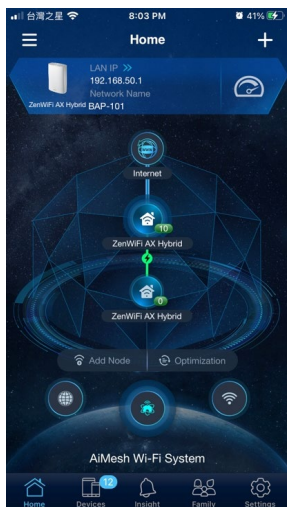 台灣之星 8:03 PM 41%
Home
LAN IP
192.168.50.1
Network Name
ZenWiFi AX Hybrid BAP-101
Internet
10
ZenWiFi AX Hybrid
0
ZenWiFi AX Hybrid
Add Node Optimization
AiMesh Wi-Fi System
12
Home Devices Insight Family Settings